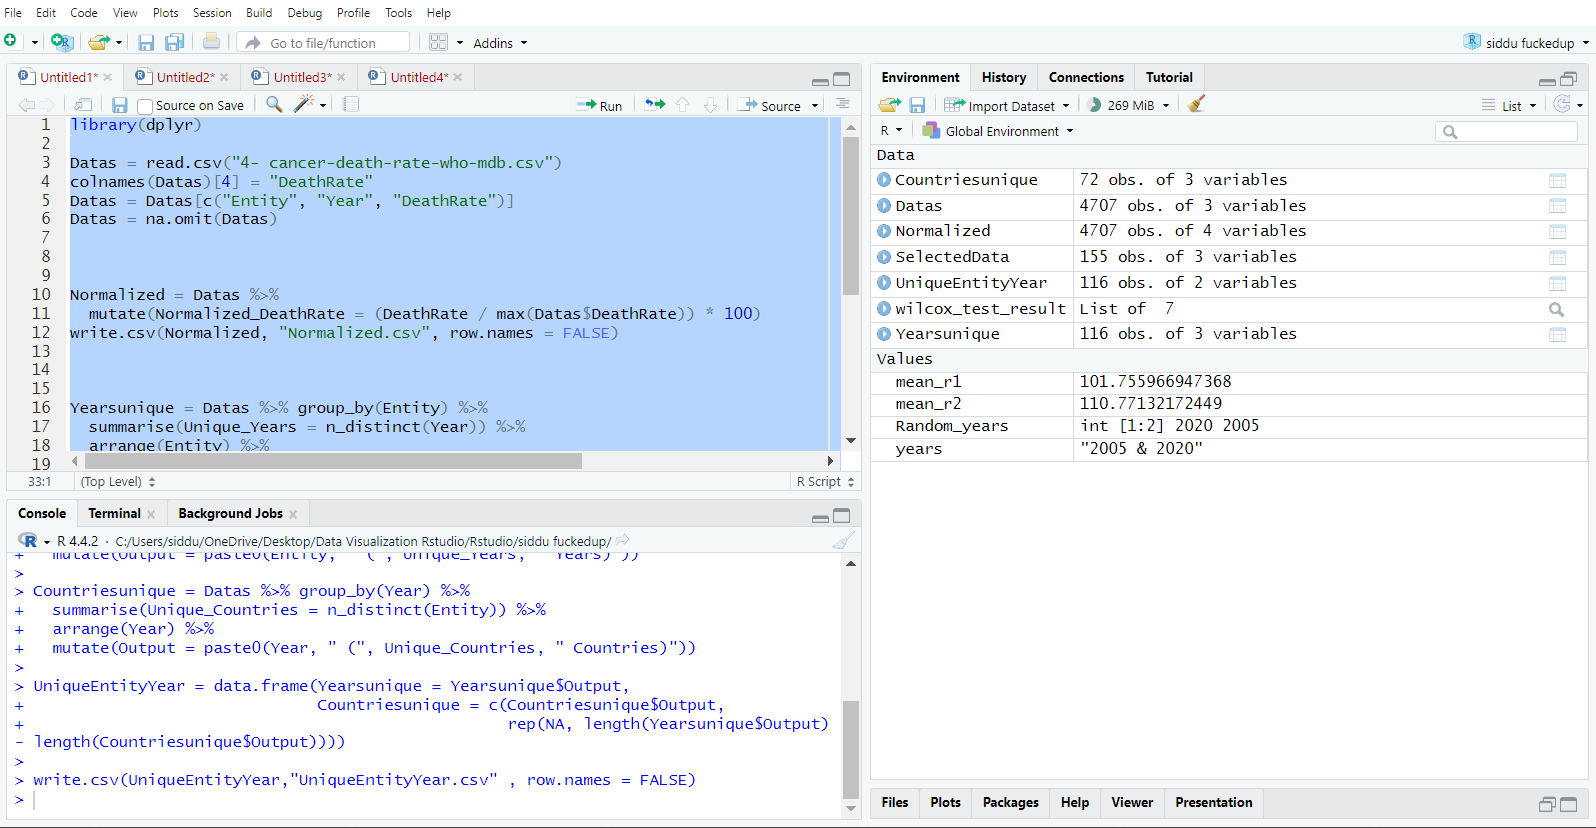 File Edit Code View Plots Session Build Debug Profile Tools Help
Go to file/function Addins siddu fuckedup
Untitled1* Untitled2* Untitled3* Untitled4*
Source on Save Run Source
1 library(dplyr)
2
3 Datas = read.csv("4- cancer-death-rate-who-mdb.csv")
4 colnames(Datas)[4] = "DeathRate"
5 Datas = Datas[c("Entity", "Year", "DeathRate")]
6 Datas = na.omit(Datas)
7
8
9
10 Normalized = Datas %>%
11 mutate(Normalized_DeathRate = (DeathRate / max(Datas$DeathRate)) * 100)
12 write.csv(Normalized, "Normalized.csv", row.names = FALSE)
13
14
15
16 Yearsunique = Datas %>% group_by(Entity) %>%
17 summarise(Unique_Years = n_distinct(Year)) %>%
18 arrange(Entity) %>%
19
33:1 (Top Level) R Script
Console Terminal Background Jobs
R 4.4.2 · C:/Users/siddu/OneDrive/Desktop/Data Visualization Rstudio/Rstudio/siddu fuckedup/
+ mutate(Output = paste0(Entity, " (", Unique_Years, " Years)"))
>
> Countriesunique = Datas %>% group_by(Year) %>%
+ summarise(Unique_Countries = n_distinct(Entity)) %>%
+ arrange(Year) %>%
+ mutate(Output = paste0(Year, " (", Unique_Countries, " Countries)"))
>
> UniqueEntityYear = data.frame(Yearsunique = Yearsunique$Output,
+ Countriesunique = c(Countriesunique$Output,
+ rep(NA, length(Yearsunique$Output)
- length(Countriesunique$Output))))
>
> write.csv(UniqueEntityYear,"UniqueEntityYear.csv" , row.names = FALSE)
>
Environment History Connections Tutorial
Import Dataset 269 MiB List
R Global Environment
Data
Countriesunique 72 obs. of 3 variables
Datas 4707 obs. of 3 variables
Normalized 4707 obs. of 4 variables
SelectedData 155 obs. of 3 variables
UniqueEntityYear 116 obs. of 2 variables
wilcox_test_result List of 7
Yearsunique 116 obs. of 3 variables
Values
mean_r1 101.755966947368
mean_r2 110.77132172449
Random_years int [1:2] 2020 2005
years "2005 & 2020"
Files Plots Packages Help Viewer Presentation